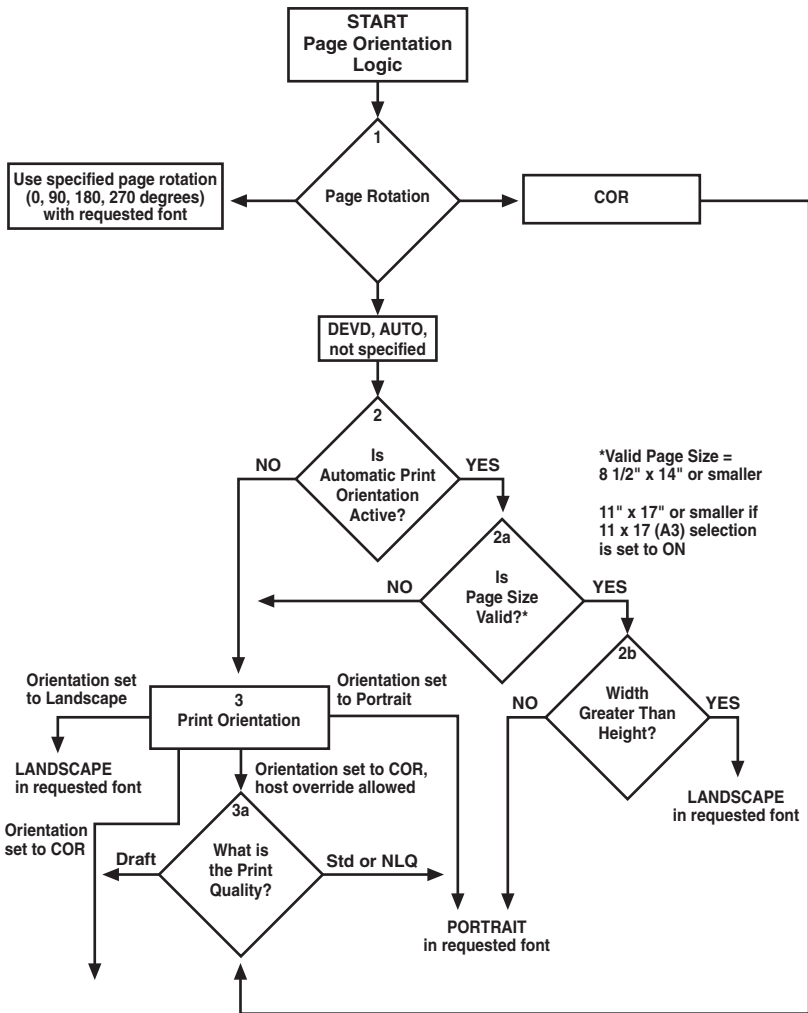 START
Page Orientation
Logic
1
Page Rotation
Use specified page rotation
(0, 90, 180, 270 degrees)
with requested font
COR
DEVD, AUTO,
not specified
2
Is
Automatic Print
Orientation
Active?
NO
YES
*Valid Page Size =
8 1/2" x 14" or smaller
11" x 17" or smaller if
11 x 17 (A3) selection
is set to ON
2a
Is
Page Size
Valid?*
NO
YES
2b
Width
Greater Than
Height?
NO
YES
Orientation set
to Landscape
3
Print Orientation
Orientation set
to Portrait
LANDSCAPE
in requested font
Orientation set to COR,
host override allowed
LANDSCAPE
in requested font
Orientation
set to COR
3a
What is
the Print
Quality?
Draft
Std or NLQ
PORTRAIT
in requested font